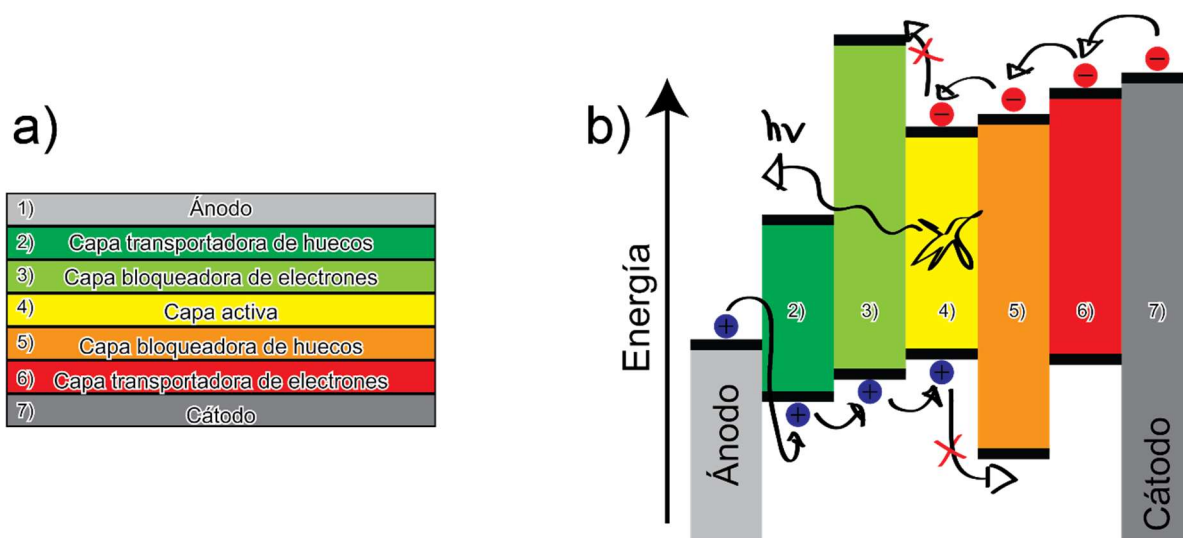 a)
1) Ánodo
2) Capa transportadora de huecos
3) Capa bloqueadora de electrones
4) Capa activa
5) Capa bloqueadora de huecos
6) Capa transportadora de electrones
7) Cátodo
b)
Energía
hν
Ánodo
2)
3)
4)
5)
6)
7)
Cátodo